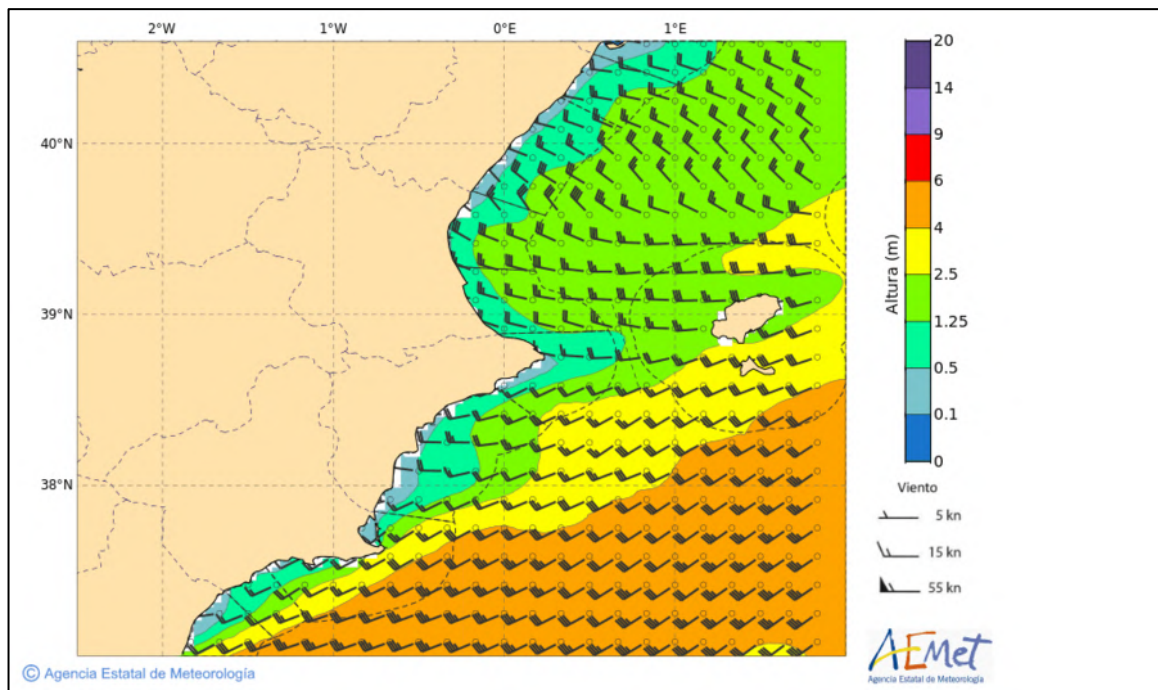 2°W 1°W 0°E 1°E
40°N
39°N
38°N
20
14
9
6
4
2.5
1.25
0.5
0.1
0
Altura (m)
Viento
5 kn
15 kn
55 kn
© Agencia Estatal de Meteorología
AEMet
Agencia Estatal de Meteorología